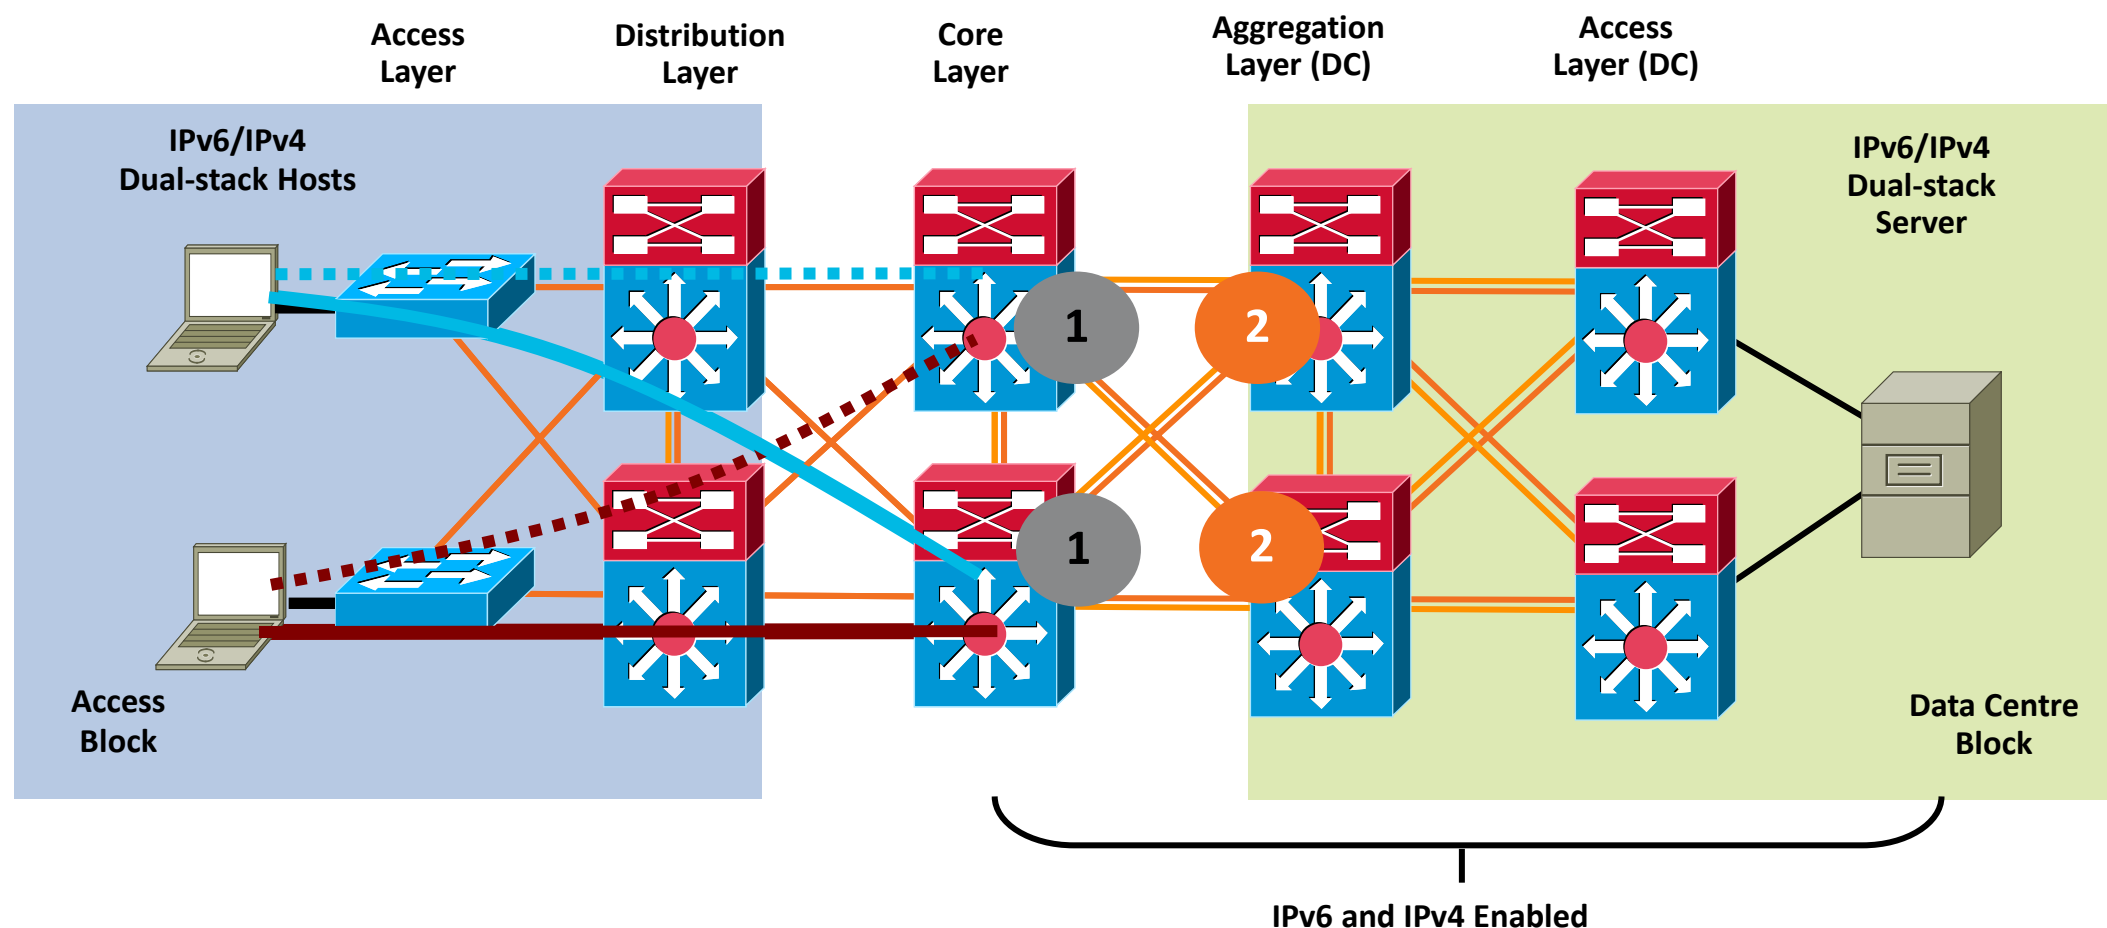 Access
Layer
Distribution
Layer
Core
Layer
Aggregation
Layer (DC)
Access
Layer (DC)
IPv6/IPv4
Dual-stack Hosts
IPv6/IPv4
Dual-stack
Server
1
2
1
2
Access
Block
Data Centre
Block
IPv6 and IPv4 Enabled